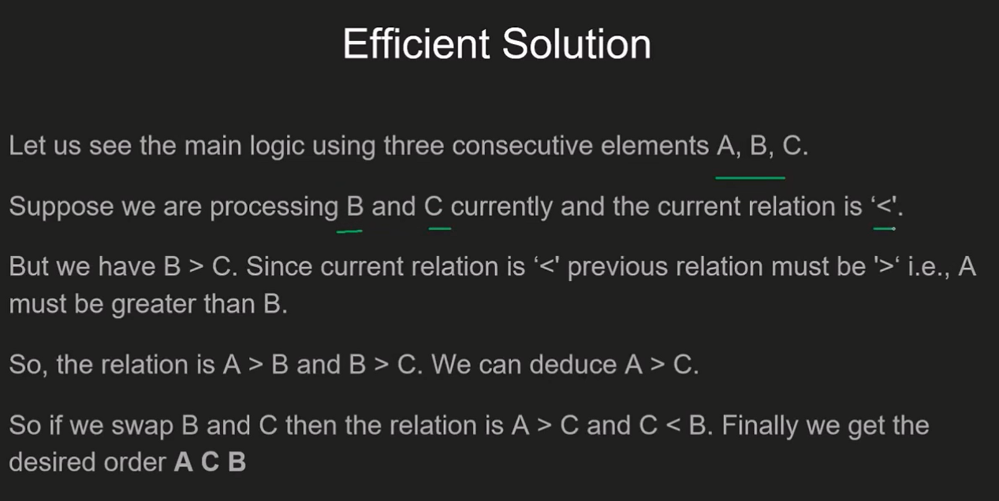 Efficient Solution
Let us see the main logic using three consecutive elements A, B, C.
Suppose we are processing B and C currently and the current relation is ‘<'.
But we have B > C. Since current relation is ‘<' previous relation must be '>‘ i.e., A
must be greater than B.
So, the relation is A > B and B > C. We can deduce A > C.
So if we swap B and C then the relation is A > C and C < B. Finally we get the
desired order A C B